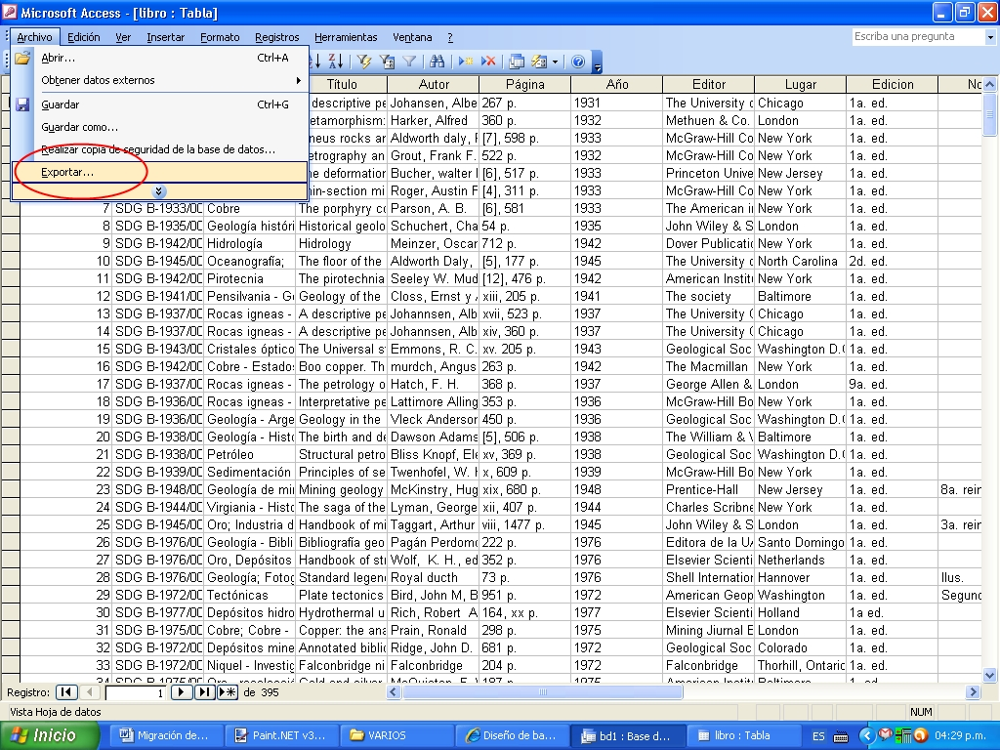 Microsoft Access - [libro : Tabla]
Archivo Edición Ver Insertar Formato Registros Herramientas Ventana ? Escriba una pregunta
Abrir... Ctrl+A
Obtener datos externos
Guardar Ctrl+G
Guardar como...
Realizar copia de seguridad de la base de datos...
Exportar...
Título Autor Página Año Editor Lugar Edicion No
descriptive pe Johansen, Albe 267 p. 1931 The University o Chicago 1a. ed.
etamorphism: Harker, Alfred 360 p. 1932 Methuen & Co. London 1a. ed.
neus rocks ar Aldworth daly, F [7], 598 p. 1933 McGraw-Hill Co New York 1a. ed.
etrography an Grout, Frank F. 522 p. 1932 McGraw-Hill Co New York 1a. ed.
he deformation Bucher, walter l [6], 517 p. 1933 Princeton Unive New Jersey 1a. ed.
hin-section mi Roger, Austin F [4], 311 p. 1933 McGraw-Hill Co New York 1a. ed.
7 SDG B-1933/00 Cobre The porphyry co Parson, A. B. [6], 581 1933 The American in New York 1a. ed.
8 SDG B-1935/00 Geología históri Historical geolo Schuchert, Cha 54 p. 1935 John Wiley & S London 1a. ed.
9 SDG B-1942/00 Hidrología Hidrology Meinzer, Oscar 712 p. 1942 Dover Publicatio New York 1a. ed.
10 SDG B-1945/00 Oceanografía; The floor of the Aldworth Daly, [5], 177 p. 1945 The University o North Carolina 2d. ed.
11 SDG B-1942/00 Pirotecnia The pirotechnia Seeley W. Mud [12], 476 p. 1942 American Institu New York 1a. ed.
12 SDG B-1941/00 Pensilvania - Ge Geology of the Closs, Ernst y A xiii, 205 p. 1941 The society Baltimore 1a. ed.
13 SDG B-1937/00 Rocas igneas - A descriptive pe Johannsen, Alb xvii, 523 p. 1937 The University C Chicago 1a. ed.
14 SDG B-1937/00 Rocas igneas - A descriptive pe Johannsen, Alb xiv, 360 p. 1937 The University C Chicago 1a. ed.
15 SDG B-1943/00 Cristales óptico The Universal st Emmons, R. C. xv. 205 p. 1943 Geological Soc Washington D.C 1a. ed.
16 SDG B-1942/00 Cobre - Estados Boo copper. Th murdch, Angus 263 p. 1942 The Macmillan New York 1a. ed.
17 SDG B-1937/00 Rocas igneas - The petrology o Hatch, F. H. 368 p. 1937 George Allen & London 9a. ed.
18 SDG B-1936/00 Rocas igneas - Interpretative pe Lattimore Alling 353 p. 1936 McGraw-Hill Bo New York 1a. ed.
19 SDG B-1936/00 Geología - Arge Geology in the Vleck Anderson 450 p. 1936 Geological Soc Washington D.C 1a. ed.
20 SDG B-1938/00 Geología - Histo The birth and de Dawson Adams [5], 506 p. 1938 The William & V Baltimore 1a. ed.
21 SDG B-1938/00 Petróleo Structural petro Bliss Knopf, Ele xv, 369 p. 1938 Geological Soc Washington D.C 1a. ed.
22 SDG B-1939/00 Sedimentación Principles of se Twenhofel, W. H x, 609 p. 1939 McGraw-Hill Bo New York 1a. ed.
23 SDG B-1948/00 Geología de mi Mining geology McKinstry, Hug xix, 680 p. 1948 Prentice-Hall New Jersey 1a. ed. 8a. rein
24 SDG B-1944/00 Virgiania - Histo The saga of the Lyman, George xii, 407 p. 1944 Charles Scribne New York 1a. ed.
25 SDG B-1945/00 Oro; Industria d Handbook of mi Taggart, Arthur viii, 1477 p. 1945 John Wiley & S London 1a. ed. 3a. rein
26 SDG B-1976/00 Geología - Bibli Bibliografía geo Pagán Perdomo 222 p. 1976 Editora de la UA Santo Domingo 1a. ed.
27 SDG B-1976/00 Oro, Depósitos Handbook of str Wolf, K. H., ed 352 p. 1976 Elsevier Scienti Netherlands 1a. ed.
28 SDG B-1976/00 Geología; Fotog Standard legend Royal ducth 73 p. 1976 Shell Internation Hannover 1a. ed. Ilus.
29 SDG B-1972/00 Tectónicas Plate tectonics Bird, John M, B 951 p. 1972 American Geop Washington 1a. ed. Segund
30 SDG B-1977/00 Depósitos hidro Hydrothermal u Rich, Robert A 164, xx p. 1977 Elsevier Scienti Holland 1a ed.
31 SDG B-1975/00 Cobre; Cobre - Copper: the ana Prain, Ronald 298 p. 1975 Mining Jiurnal E London 1a. ed.
32 SDG B-1972/00 Depósitos mine Annotated biblio Ridge, John D. 681 p. 1972 Geological Soc Colorado 1a. ed.
33 SDG B-1972/00 Niquel - Investig Falconbridge ni Falconbridge 204 p. 1972 Falconbridge Thorhill, Ontario 1a. ed.
Registro: 1 de 395
Vista Hoja de datos NUM
Inicio Migración de... Paint.NET v3... VARIOS Diseño de ba... bd1 : Base d... libro : Tabla ES 04:29 p.m.